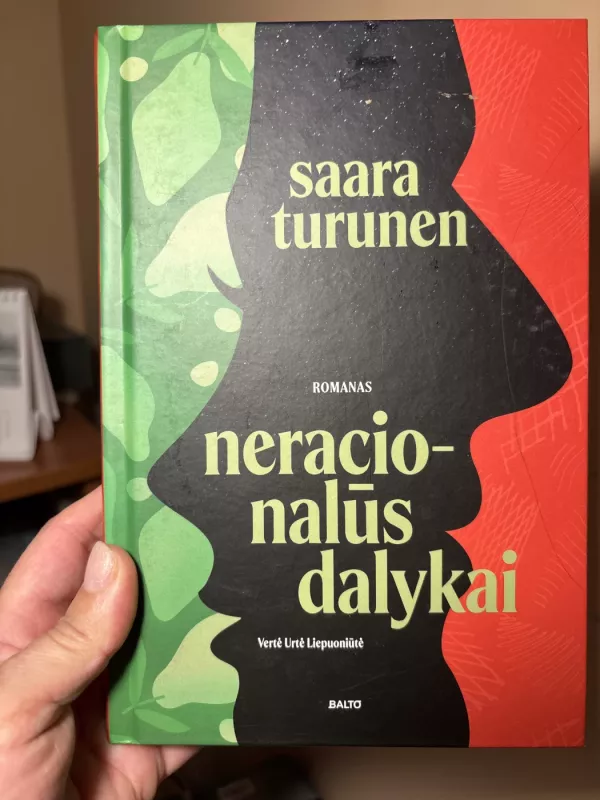 saara
turunen
ROMANAS
neracio-
nalūs
dalykai
Vertė Urtė Liepuoniūtė
BALTO